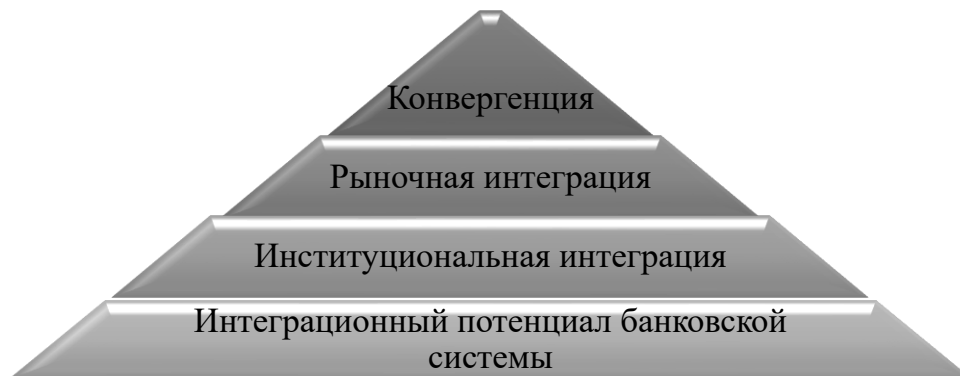 Конвергенция
Рыночная интеграция
Институциональная интеграция
Интеграционный потенциал банковской
системы